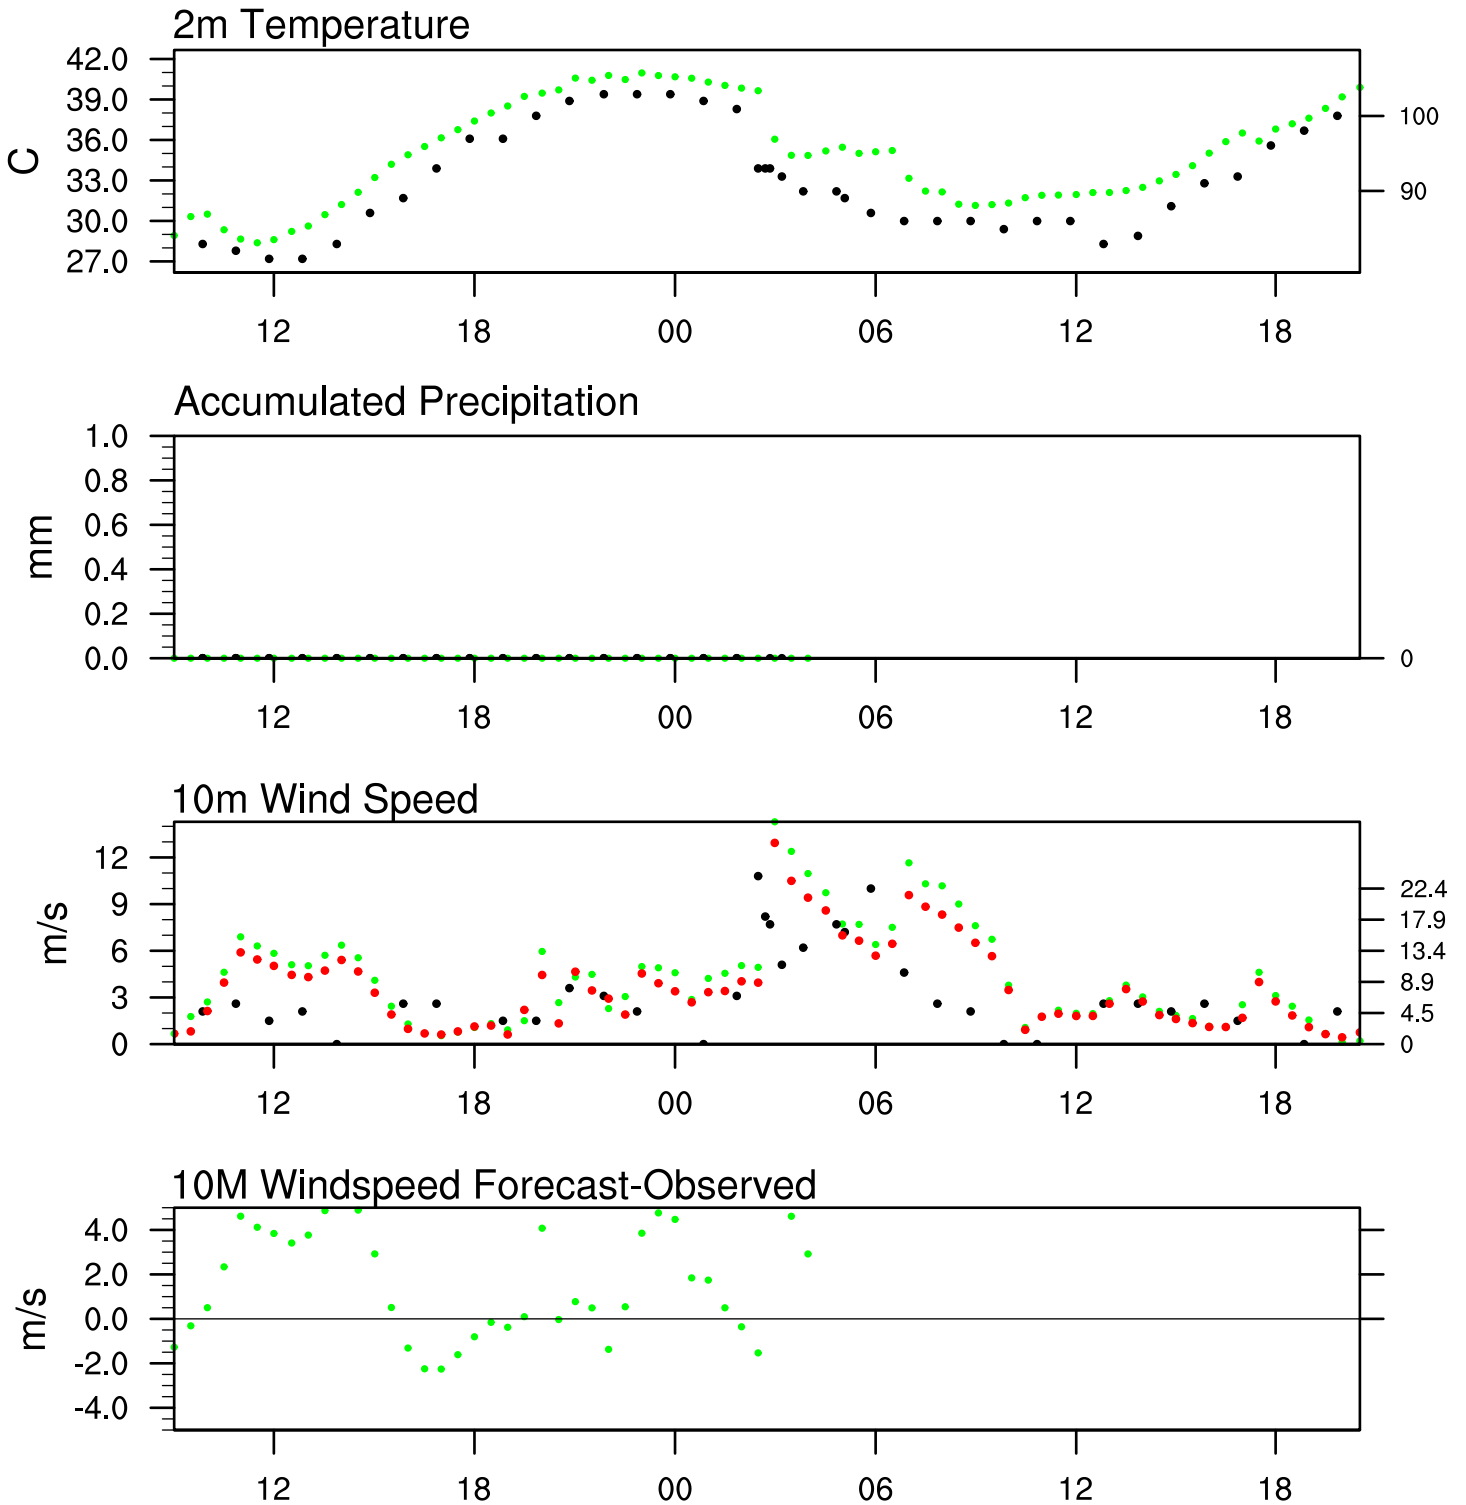 2m Temperature
42.0
39.0
36.0
33.0
30.0
27.0
C
100
90
12 18 00 06 12 18
Accumulated Precipitation
1.0
0.8
0.6
0.4
0.2
0.0
mm
0
12 18 00 06 12 18
10m Wind Speed
12
9
6
3
0
m/s
22.4
17.9
13.4
8.9
4.5
0
12 18 00 06 12 18
10M Windspeed Forecast-Observed
4.0
2.0
0.0
-2.0
-4.0
m/s
12 18 00 06 12 18